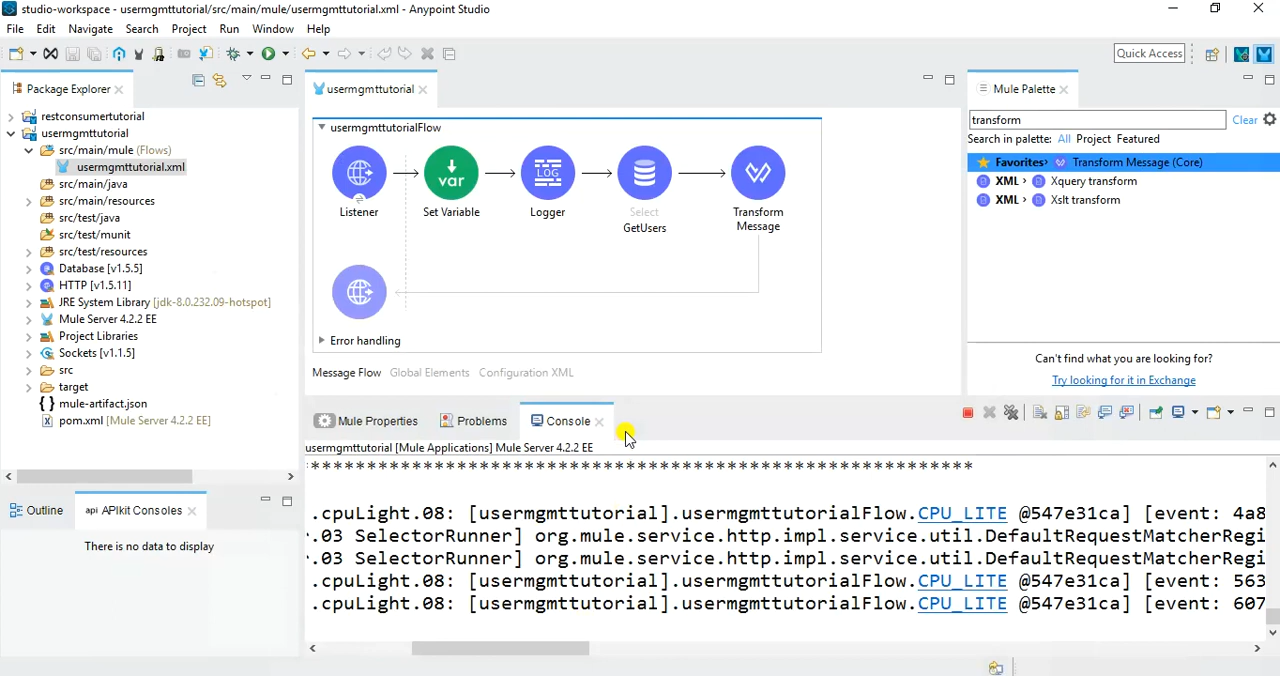 studio-workspace - usermgmttutorial/src/main/mule/usermgmttutorial.xml - Anypoint Studio
File Edit Navigate Search Project Run Window Help
Quick Access
Package Explorer
restconsumertutorial
usermgmttutorial
src/main/mule (Flows)
usermgmttutorial.xml
src/main/java
src/main/resources
src/test/java
src/test/munit
src/test/resources
Database [v1.5.5]
HTTP [v1.5.11]
JRE System Library [jdk-8.0.232.09-hotspot]
Mule Server 4.2.2 EE
Project Libraries
Sockets [v1.1.5]
src
target
mule-artifact.json
pom.xml [Mule Server 4.2.2 EE]
Outline
api APIkit Consoles
There is no data to display
usermgmttutorial
usermgmttutorialFlow
var
LOG
Listener
Set Variable
Logger
Select
GetUsers
Transform
Message
Error handling
Message Flow Global Elements Configuration XML
Mule Palette
transform
Clear
Search in palette: All Project Featured
Favorites› Transform Message (Core)
XML › Xquery transform
XML › Xslt transform
Can't find what you are looking for?
Try looking for it in Exchange
Mule Properties
Problems
Console
usermgmttutorial [Mule Applications] Mule Server 4.2.2 EE
***********************************************************
.cpuLight.08: [usermgmttutorial].usermgmttutorialFlow.CPU_LITE @547e31ca] [event: 4a8
.03 SelectorRunner] org.mule.service.http.impl.service.util.DefaultRequestMatcherRegi
.03 SelectorRunner] org.mule.service.http.impl.service.util.DefaultRequestMatcherRegi
.cpuLight.08: [usermgmttutorial].usermgmttutorialFlow.CPU_LITE @547e31ca] [event: 563
.cpuLight.08: [usermgmttutorial].usermgmttutorialFlow.CPU_LITE @547e31ca] [event: 607